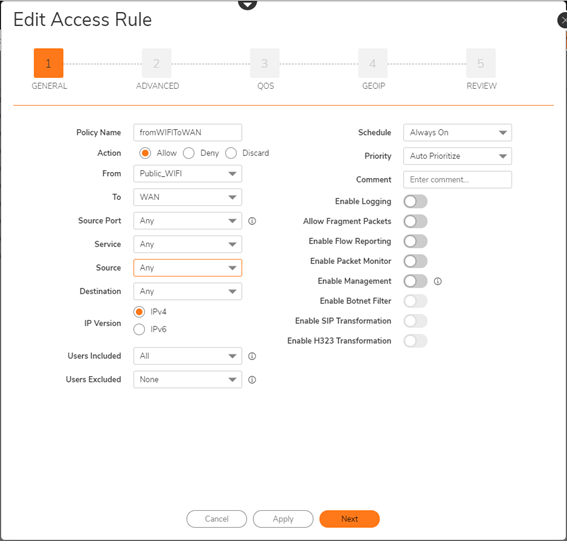 Edit Access Rule
1 2 3 4 5
GENERAL ADVANCED QOS GEOIP REVIEW
Policy Name fromWIFIToWAN
Action Allow Deny Discard
From Public_WIFI
To WAN
Source Port Any
Service Any
Source Any
Destination Any
IP Version IPv4
IPv6
Users Included All
Users Excluded None
Schedule Always On
Priority Auto Prioritize
Comment Enter comment...
Enable Logging
Allow Fragment Packets
Enable Flow Reporting
Enable Packet Monitor
Enable Management
Enable Botnet Filter
Enable SIP Transformation
Enable H323 Transformation
Cancel Apply Next